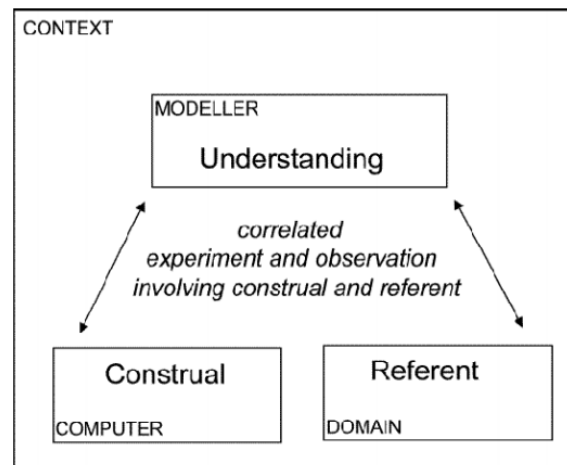 CONTEXT
MODELLER
Understanding
correlated
experiment and observation
involving construal and referent
Construal
COMPUTER
Referent
DOMAIN